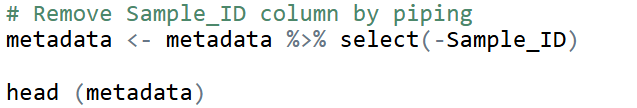 # Remove Sample_ID column by piping
metadata <- metadata %>% select(-Sample_ID)
head (metadata)